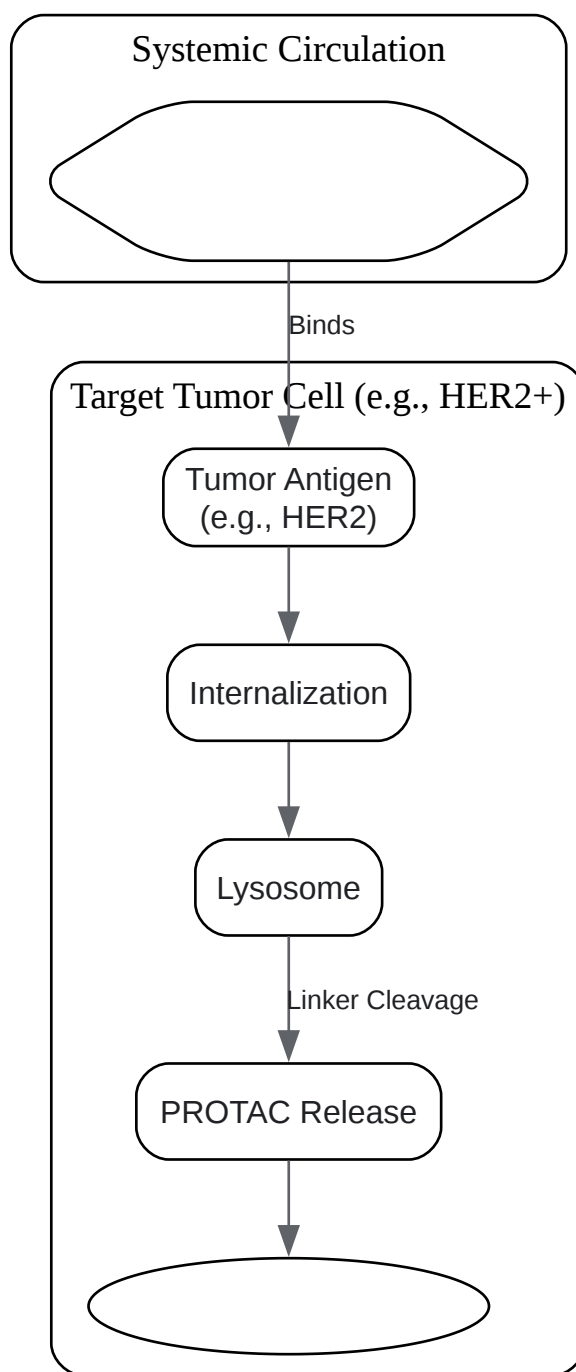 Systemic Circulation
Binds
Target Tumor Cell (e.g., HER2+)
Tumor Antigen
(e.g., HER2)
Internalization
Lysosome
Linker Cleavage
PROTAC Release